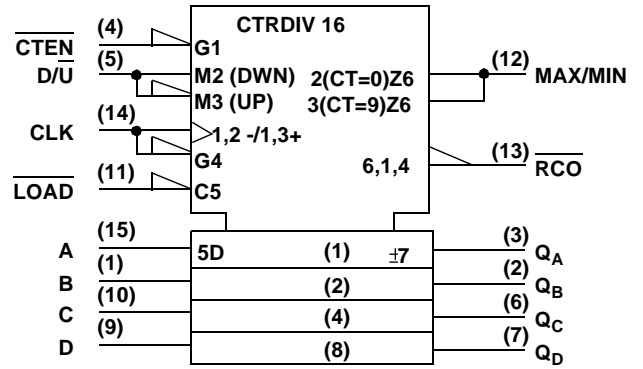 CTRDIV 16
(4)
CTEN
G1
(5)
D/U
M2 (DWN)
2(CT=0)Z6
(12)
MAX/MIN
M3 (UP)
3(CT=9)Z6
(14)
CLK
1,2 -/1,3+
G4
6,1,4
(13)
RCO
(11)
LOAD
C5
(15)
A
5D
(1)
±7
(3)
QA
(1)
B
(2)
(2)
QB
(10)
C
(4)
(6)
QC
(9)
D
(8)
(7)
QD